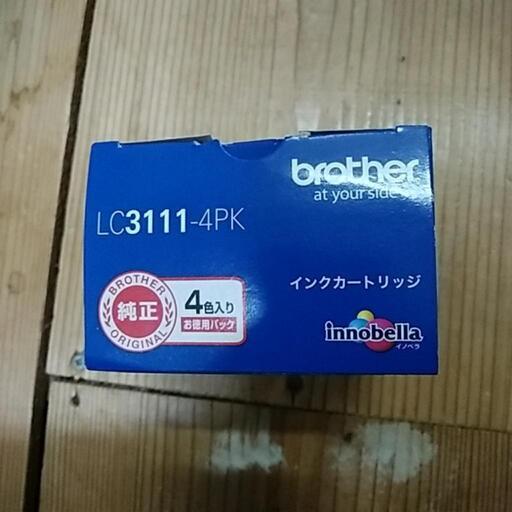 brother
at your side
LC3111-4PK
BROTHER
純正
ORIGINAL
4色入り
お徳用パック
インクカートリッジ
innobella
イノベラ